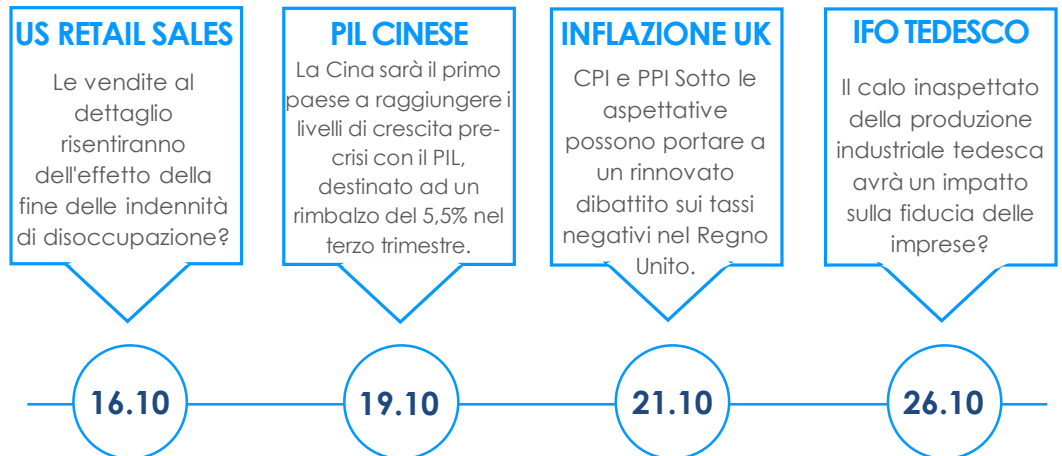 US RETAIL SALES
Le vendite al
dettaglio
risentiranno
dell'effetto della
fine delle indennità
di disoccupazione?
PIL CINESE
La Cina sarà il primo
paese a raggiungere i
livelli di crescita pre-
crisi con il PIL,
destinato ad un
rimbalzo del 5,5% nel
terzo trimestre.
INFLAZIONE UK
CPI e PPI Sotto le
aspettative
possono portare a
un rinnovato
dibattito sui tassi
negativi nel Regno
Unito.
IFO TEDESCO
Il calo inaspettato
della produzione
industriale tedesca
avrà un impatto
sulla fiducia delle
imprese?
16.10
19.10
21.10
26.10